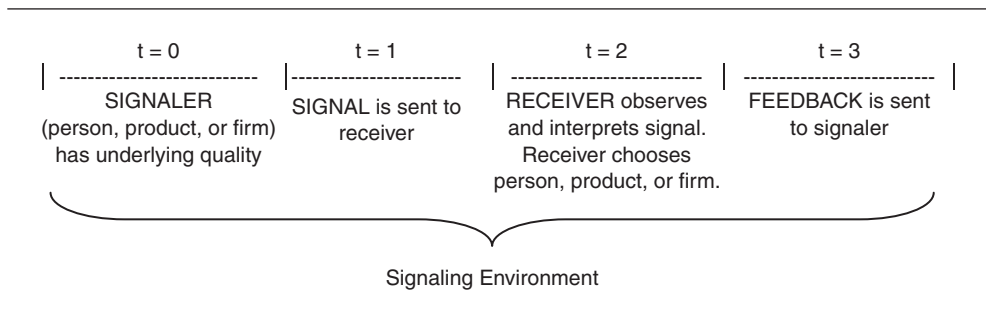 t = 0
SIGNALER
(person, product, or firm)
has underlying quality
t = 1
SIGNAL is sent to
receiver
t = 2
RECEIVER observes
and interprets signal.
Receiver chooses
person, product, or firm.
t = 3
FEEDBACK is sent
to signaler
Signaling Environment